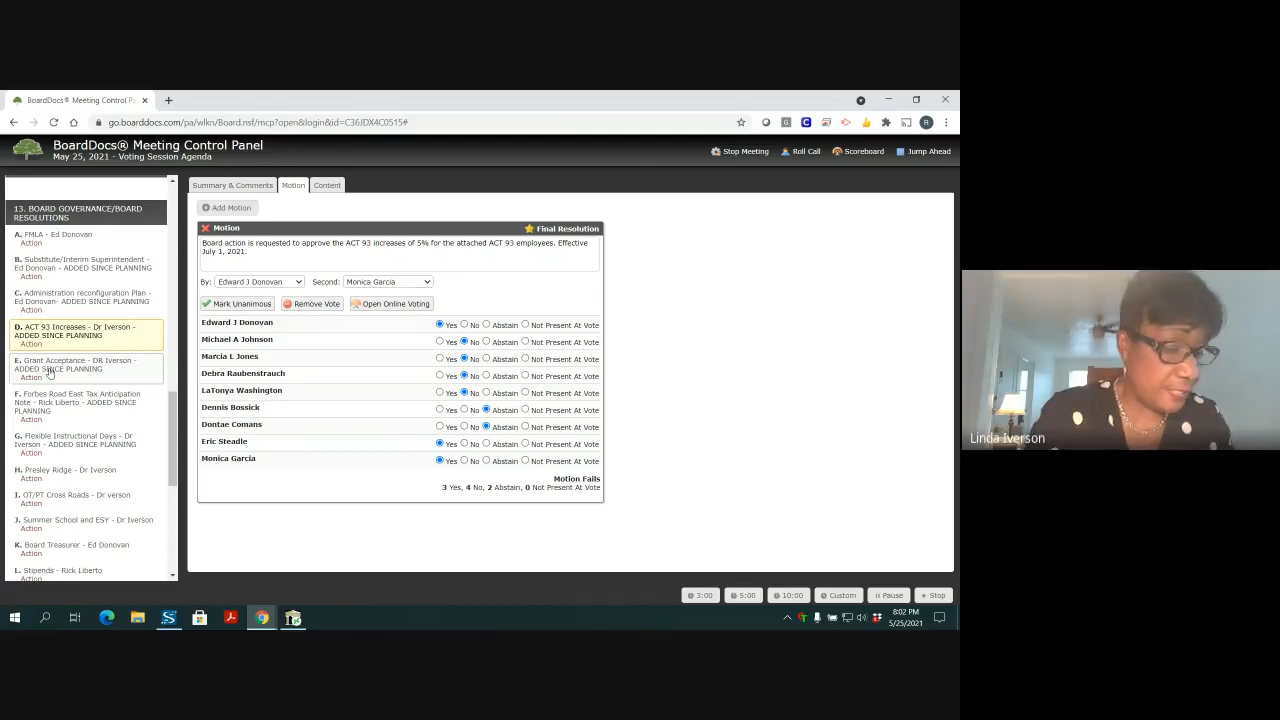 BoardDocs® Meeting Control P
go.boarddocs.com/pa/wlkn/Board.nsf/mcp?open&login&id=C36JDX4C0515#
BoardDocs® Meeting Control Panel
May 25, 2021 - Voting Session Agenda
Stop Meeting
Roll Call
Scoreboard
Jump Ahead
13. BOARD GOVERNANCE/BOARD
RESOLUTIONS
A. FMLA - Ed Donovan
Action
B. Substitute/Interim Superintendent -
Ed Donovan - ADDED SINCE PLANNING
Action
C. Administration reconfiguration Plan -
Ed Donovan- ADDED SINCE PLANNING
Action
D. ACT 93 Increases - Dr Iverson -
ADDED SINCE PLANNING
Action
E. Grant Acceptance - DR Iverson -
ADDED SINCE PLANNING
Action
F. Forbes Road East Tax Anticipation
Note - Rick Liberto - ADDED SINCE
PLANNING
Action
G. Flexible Instructional Days - Dr
Iverson - ADDED SINCE PLANNING
Action
H. Presley Ridge - Dr Iverson
Action
I. OT/PT Cross Roads - Dr verson
Action
J. Summer School and ESY - Dr Iverson
Action
K. Board Treasurer - Ed Donovan
Action
L. Stipends - Rick Liberto
Action
Summary & Comments
Motion
Content
Add Motion
Motion
Final Resolution
Board action is requested to approve the ACT 93 increases of 5% for the attached ACT 93 employees. Effective
July 1, 2021.
By: Edward J Donovan Second: Monica Garcia
Mark Unanimous
Remove Vote
Open Online Voting
Edward J Donovan Yes No Abstain Not Present At Vote
Michael A Johnson Yes No Abstain Not Present At Vote
Marcia L Jones Yes No Abstain Not Present At Vote
Debra Raubenstrauch Yes No Abstain Not Present At Vote
LaTonya Washington Yes No Abstain Not Present At Vote
Dennis Bossick Yes No Abstain Not Present At Vote
Dontae Comans Yes No Abstain Not Present At Vote
Eric Steadle Yes No Abstain Not Present At Vote
Monica Garcia Yes No Abstain Not Present At Vote
Motion Fails
3 Yes, 4 No, 2 Abstain, 0 Not Present At Vote
3:00
5:00
10:00
Custom
Pause
Stop
8:02 PM
5/25/2021
Linda Iverson